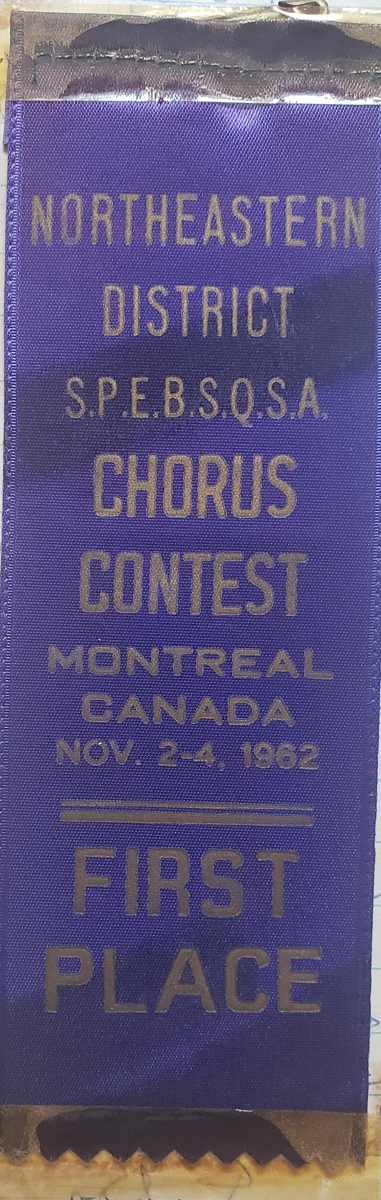 NORTHEASTERN
DISTRICT
S.P.E.B.S.Q.S.A.
CHORUS
CONTEST
MONTREAL
CANADA
NOV. 2-4, 1962
FIRST
PLACE